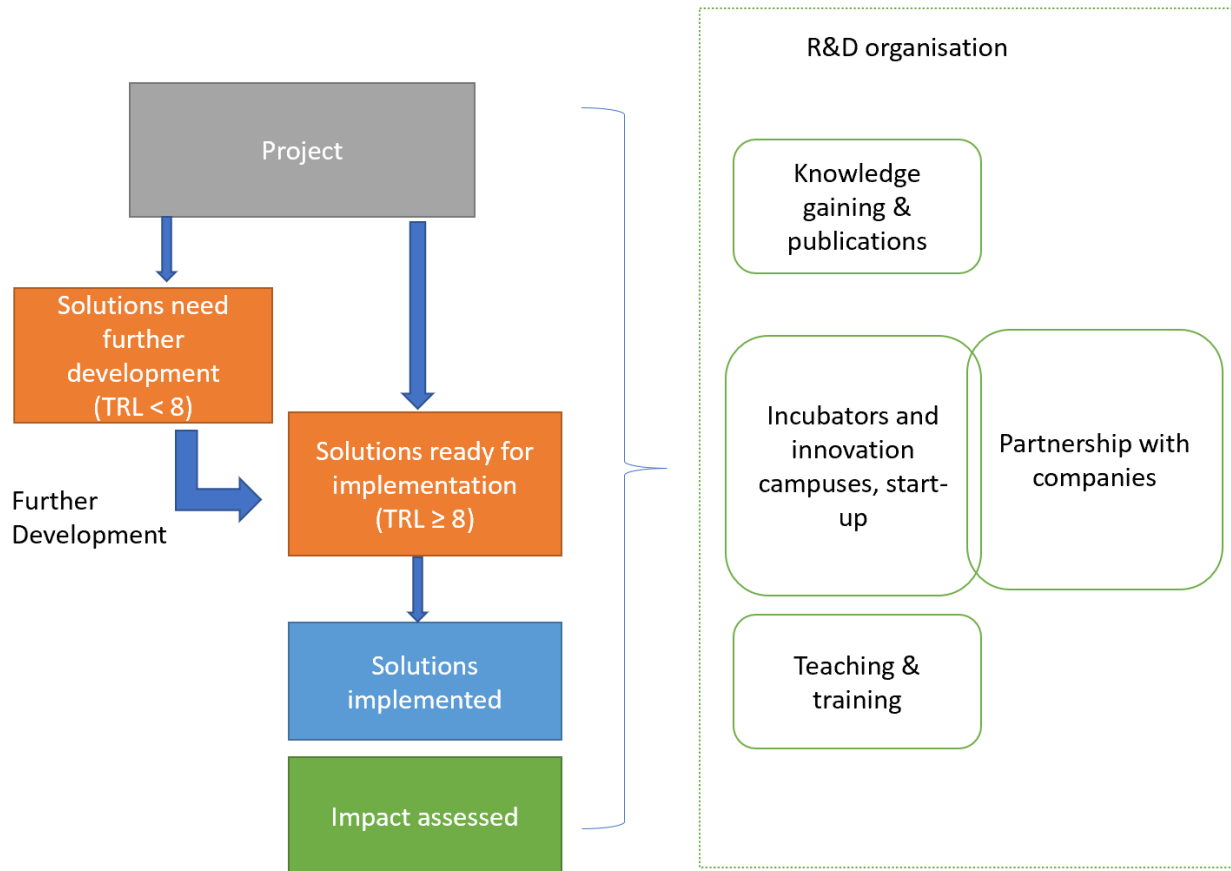 Project
Solutions need
further
development
(TRL < 8)
Further
Development
Solutions ready for
implementation
(TRL ≥ 8)
Solutions
implemented
Impact assessed
R&D organisation
Knowledge
gaining &
publications
Incubators and
innovation
campuses, start-
up
Partnership with
companies
Teaching &
training